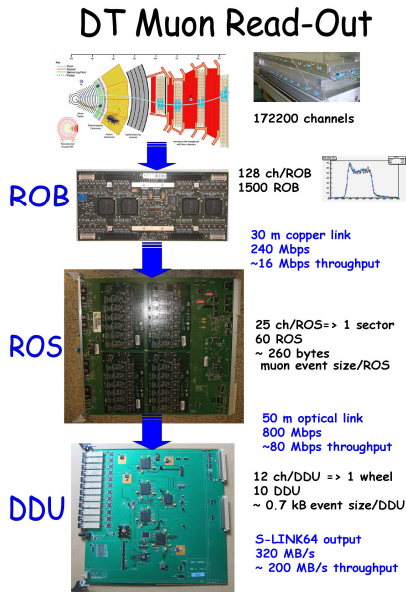 DT Muon Read-Out
172200 channels
ROB
128 ch/ROB
1500 ROB
30 m copper link
240 Mbps
~16 Mbps throughput
ROS
25 ch/ROS=> 1 sector
60 ROS
~ 260 bytes
muon event size/ROS
50 m optical link
800 Mbps
~80 Mbps throughput
DDU
12 ch/DDU => 1 wheel
10 DDU
~ 0.7 kB event size/DDU
S-LINK64 output
320 MB/s
~ 200 MB/s throughput